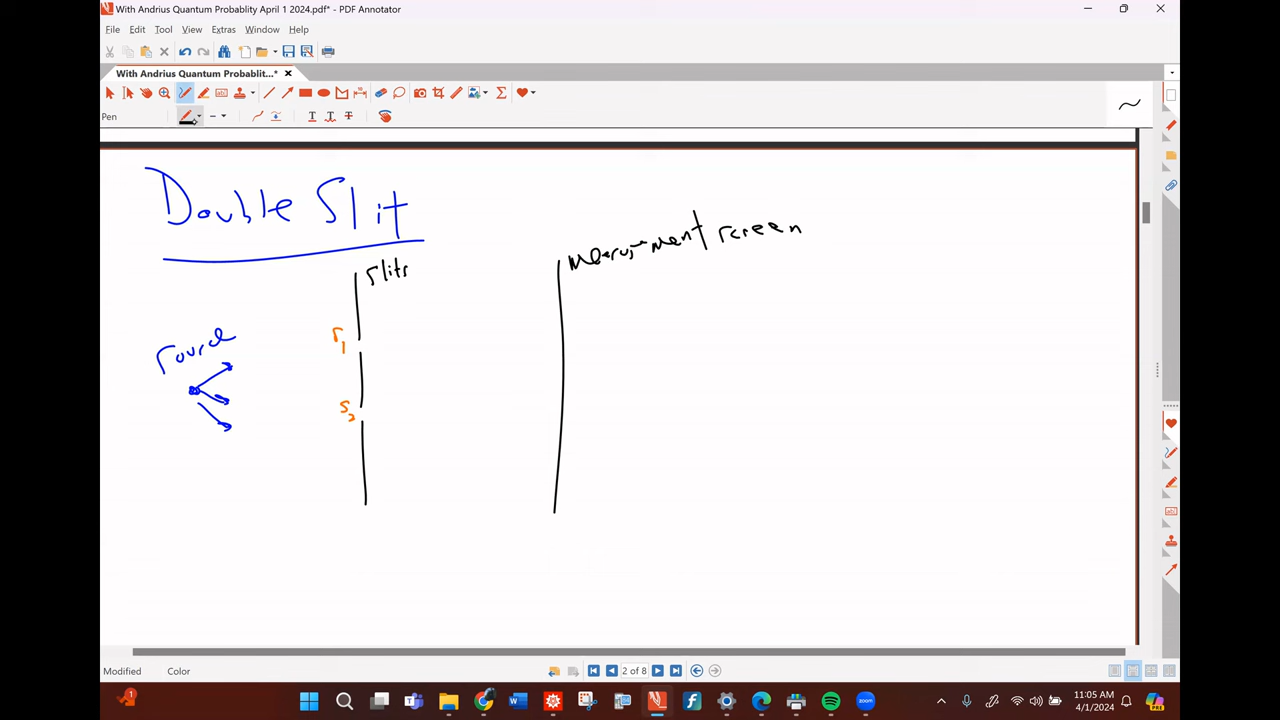 With Andrius Quantum Probablity April 1 2024.pdf* - PDF Annotator
File Edit Tool View Extras Window Help
With Andrius Quantum Probablit...*
Pen
Double Slit
measurement screen
slits
source
s1
s2
Modified Color 2 of 8
11:05 AM
4/1/2024